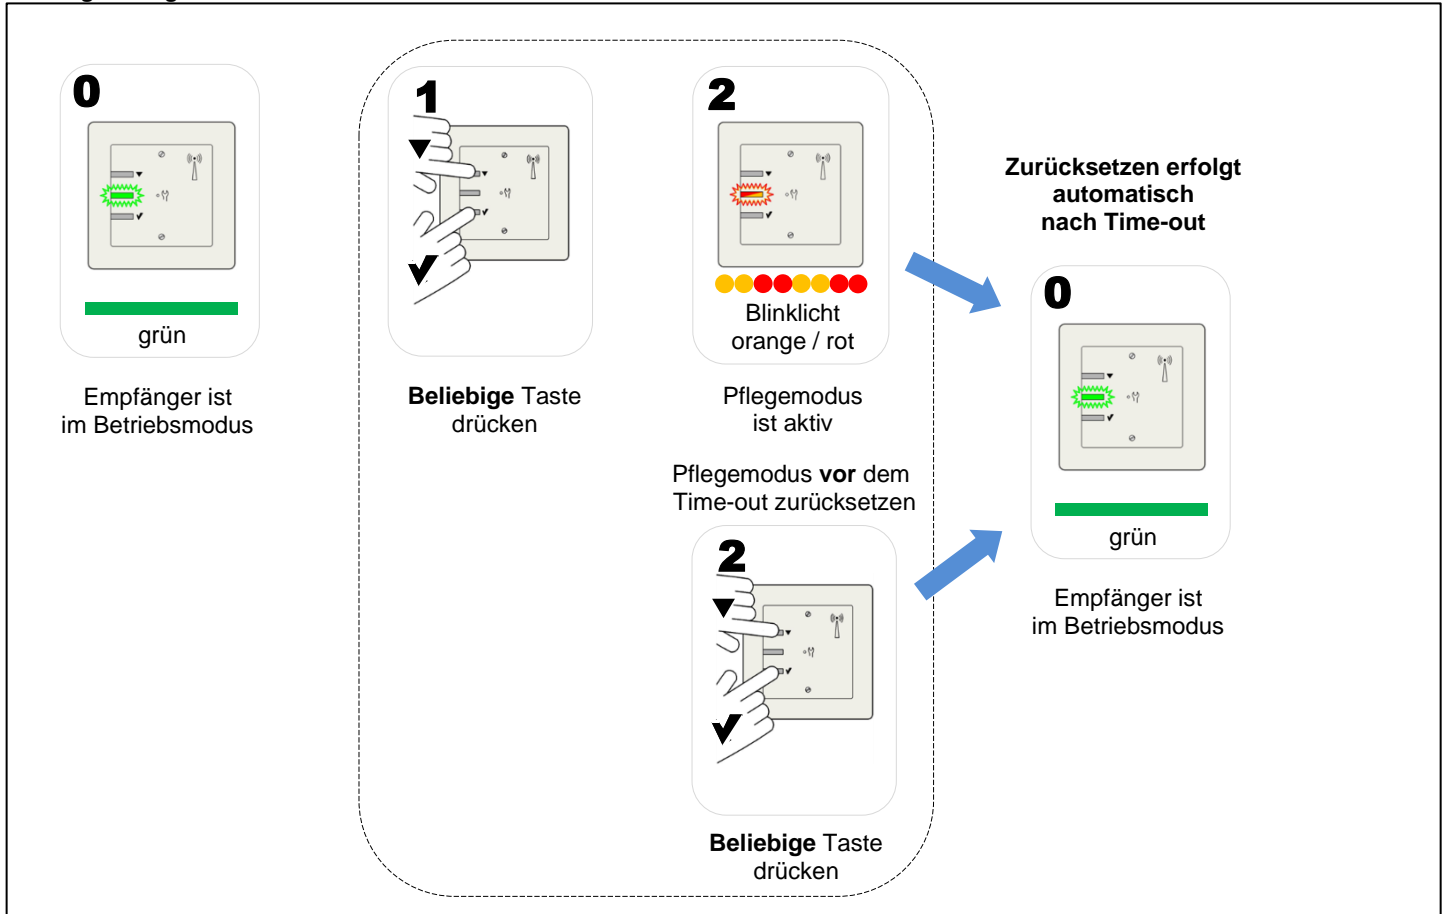 0
grün
Empfänger ist
im Betriebsmodus
1
Beliebige Taste
drücken
2
Blinklicht
orange / rot
Pflegemodus
ist aktiv
Pflegemodus vor dem
Time-out zurücksetzen
2
Beliebige Taste
drücken
Zurücksetzen erfolgt
automatisch
nach Time-out
0
grün
Empfänger ist
im Betriebsmodus